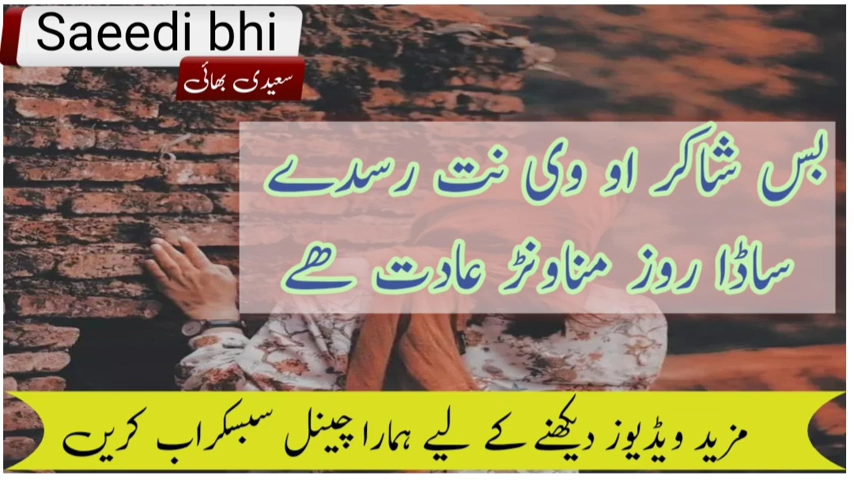 Saeedi bhi
سعیدی بھائی
بس شاکر او وی نت رسدے
ساڈا روز مناونڑ عادت ھے
مزید ویڈیوز دیکھنے کے لیے ہمارا چینل سبسکراب کریں